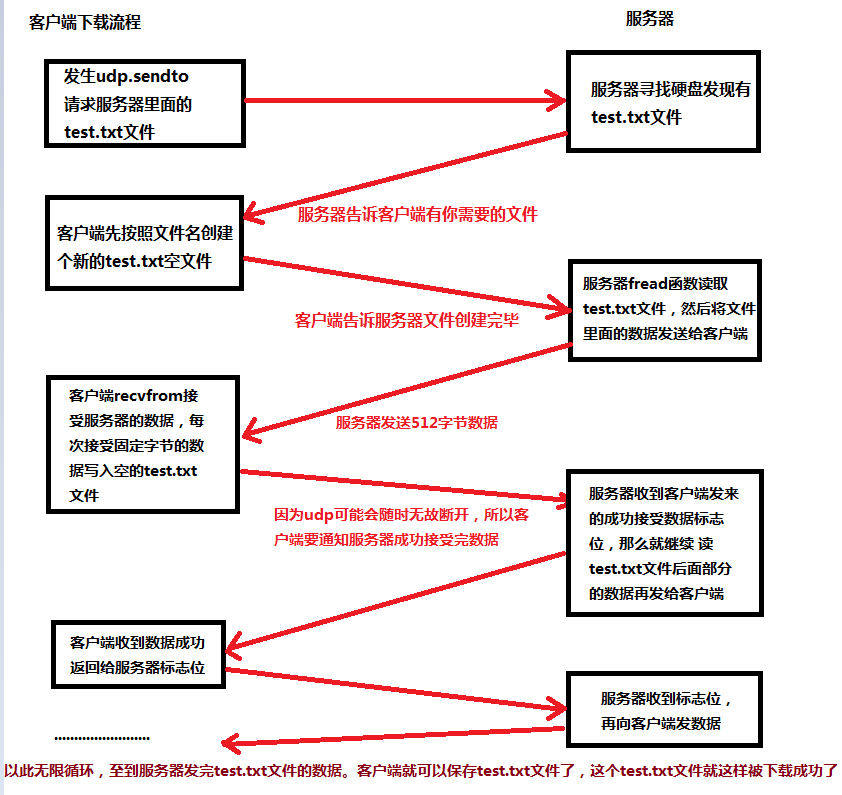 客户端下载流程
服务器
发生udp.sendto
请求服务器里面的
test.txt文件
服务器寻找硬盘发现有
test.txt文件
服务器告诉客户端有你需要的文件
客户端先按照文件名创建
个新的test.txt空文件
客户端告诉服务器文件创建完毕
服务器fread函数读取
test.txt文件，然后将文件
里面的数据发送给客户端
服务器发送512字节数据
客户端recvfrom接
受服务器的数据，每
次接受固定字节的数
据写入空的test.txt
文件
因为udp可能会随时无故断开，所以客
户端要通知服务器成功接受完数据
服务器收到客户端发来
的成功接受数据标志
位，那么就继续 读
test.txt文件后面部分
的数据再发给客户端
客户端收到数据成功
返回给服务器标志位
服务器收到标志位，
再向客户端发数据
........................
以此无限循环，至到服务器发完test.txt文件的数据。客户端就可以保存test.txt文件了，这个test.txt文件就这样被下载成功了